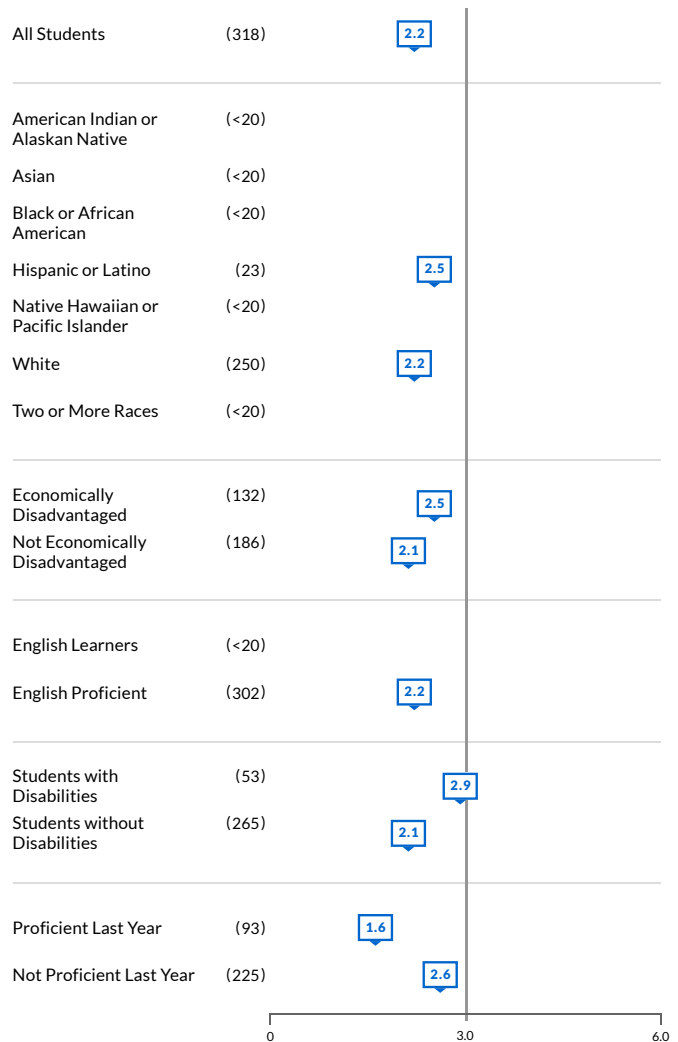 All Students (318) 2.2
American Indian or (<20)
Alaskan Native
Asian (<20)
Black or African (<20)
American
Hispanic or Latino (23) 2.5
Native Hawaiian or (<20)
Pacific Islander
White (250) 2.2
Two or More Races (<20)
Economically (132) 2.5
Disadvantaged
Not Economically (186) 2.1
Disadvantaged
English Learners (<20)
English Proficient (302) 2.2
Students with (53) 2.9
Disabilities
Students without (265) 2.1
Disabilities
Proficient Last Year (93) 1.6
Not Proficient Last Year (225) 2.6
0 3.0 6.0